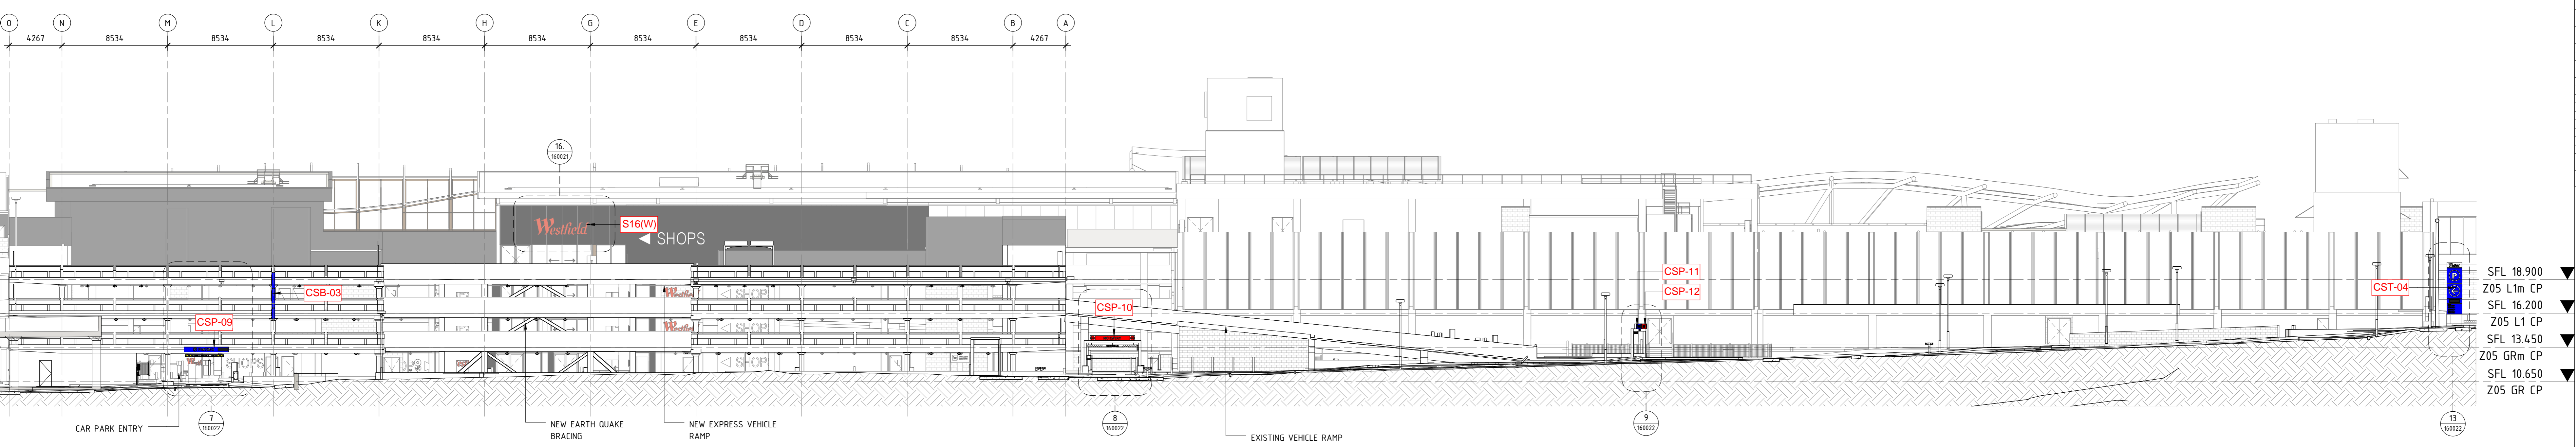 O N M L K H G E D C B A
4267 8534 8534 8534 8534 8534 8534 8534 8534 8534 4267
16.
160021
Westfield
S16(W)
SHOPS
CSB-03
CSP-09
SHOPS
Westfiel
SHOP
Westfiel
SHOP
SHOP
CSP-10
CSP-11
CSP-12
CST-04
P
SFL 18.900
Z05 L1m CP
SFL 16.200
Z05 L1 CP
SFL 13.450
Z05 GRm CP
SFL 10.650
Z05 GR CP
CAR PARK ENTRY
7
160022
NEW EARTH QUAKE
BRACING
NEW EXPRESS VEHICLE
RAMP
8
160022
EXISTING VEHICLE RAMP
9
160022
13
160022